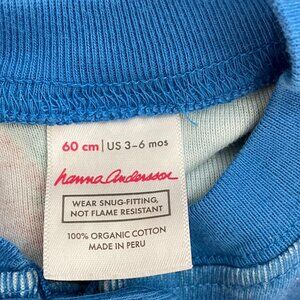 60 cm | US 3-6 mos
hanna andersson
WEAR SNUG-FITTING,
NOT FLAME RESISTANT
100% ORGANIC COTTON
MADE IN PERU